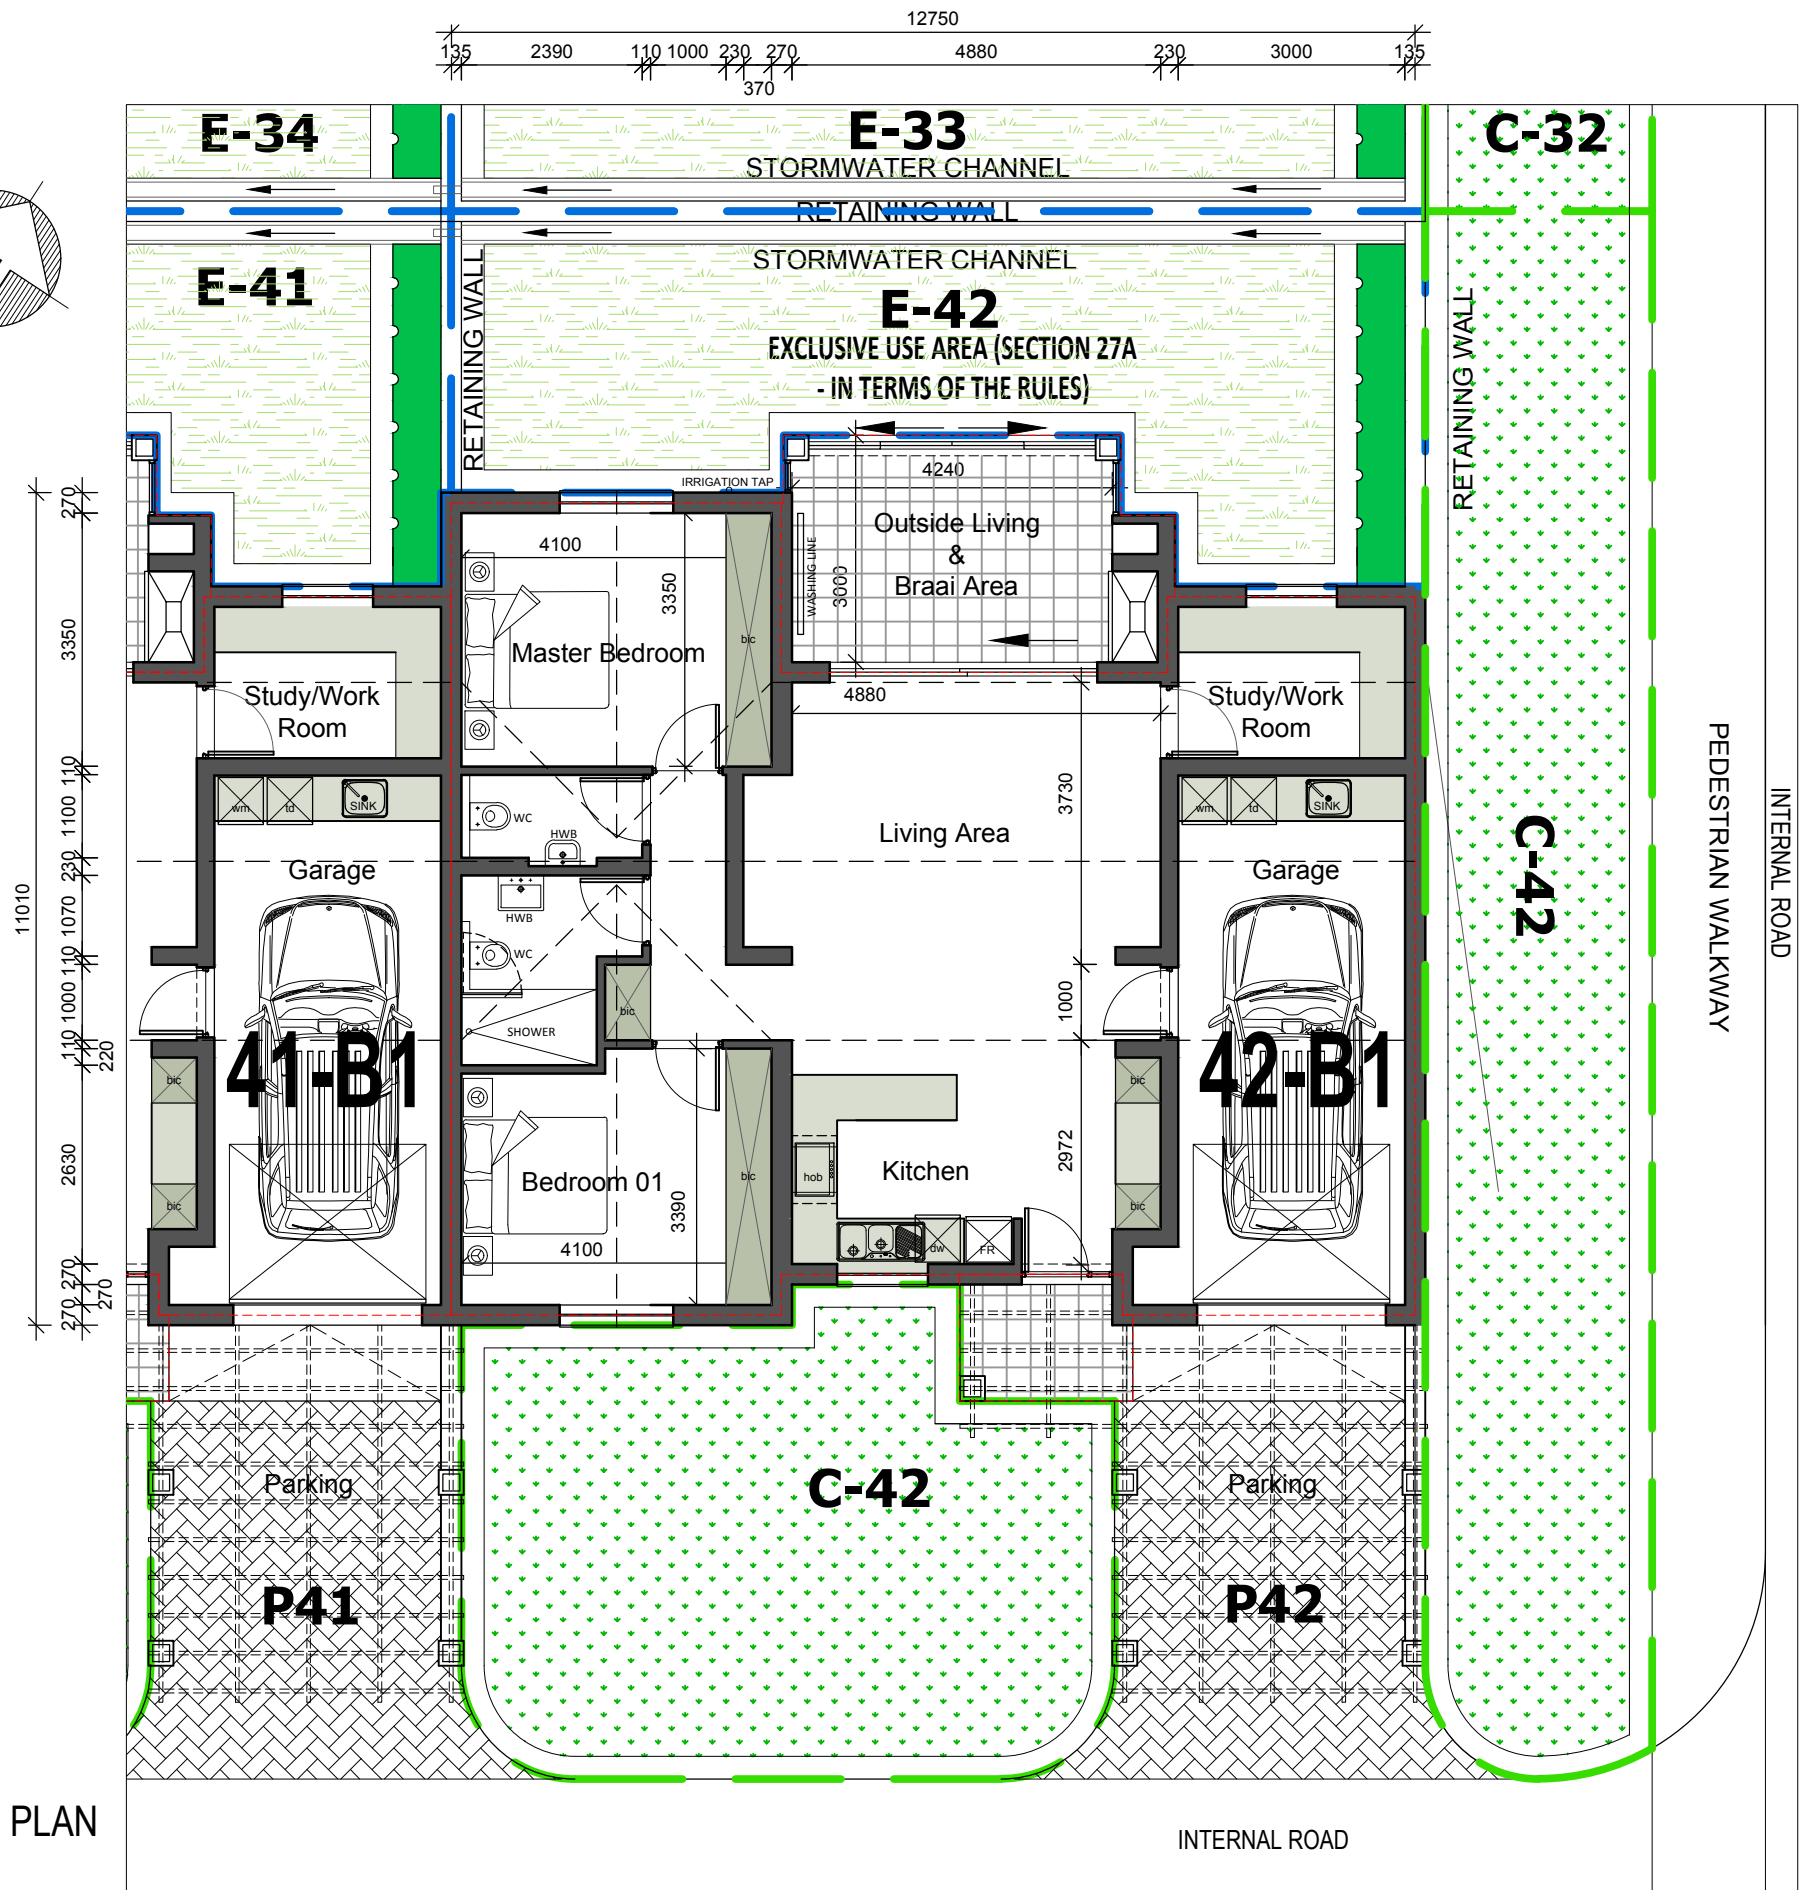 12750
135 2390 110 1000 230 270 4880 230 3000 135
370
E-34
E-33
C-32
STORMWATER CHANNEL
RETAINING WALL
STORMWATER CHANNEL
E-41
E-42
EXCLUSIVE USE AREA (SECTION 27A
- IN TERMS OF THE RULES)
RETAINING WALL
RETAINING WALL
IRRIGATION TAP
4240
Outside Living
&
Braai Area
WASHING LINE
3000
4100
3350
Master Bedroom
bic
4880
Study/Work
Room
Study/Work
Room
wm
td
SINK
WC
HWB
3730
Living Area
wm
td
SINK
Garage
Garage
HWB
WC
SHOWER
bic
1000
41-B1
42-B1
bic
bic
bic
bic
Bedroom 01
bic
3390
4100
hob
Kitchen
2972
dw
FR
11010
270
3350
110
1100
230
1070
110
1000
110
220
2630
270
270
270
C-42
PEDESTRIAN WALKWAY
INTERNAL ROAD
Parking
C-42
Parking
P41
P42
PLAN
INTERNAL ROAD